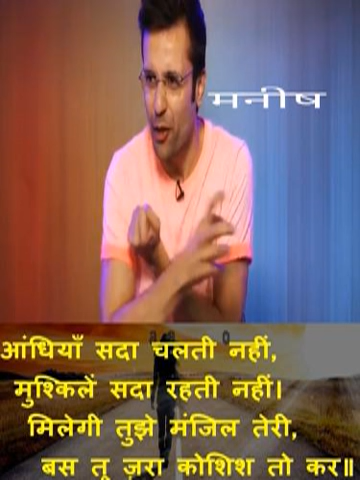 मनीष
आंधियाँ सदा चलती नहीं,
मुश्किलें सदा रहती नहीं।
मिलेगी तुझे मंजिल तेरी,
बस तू ज़रा कोशिश तो कर॥